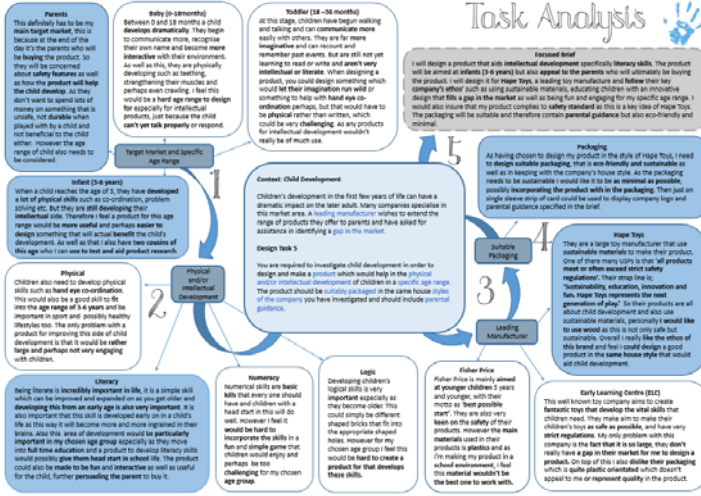 Task Analysis
Parents
This definitely has to be my
main target market, this is
because at the end of the
day it's the parents who will
be buying the product. So
they will be concerned
about safety features as well
as how the product will help
the child develop. As they
don't want to spend lots of
money on something that is
unsafe, not durable when
played with by a child and
not beneficial to the child
either. However the age
range of child also needs to
be considered.
Baby (0-18months)
Between 0 and 18 months a child
develops dramatically. They begin
to communicate more, recognise
their own name and become more
interactive with their environment.
As well as this, they are physically
developing such as teething,
strengthening their muscles and
perhaps even crawling. I feel this
would be a hard age range to design
for especially for intellectual
products, just because the child
can't yet talk properly or respond.
Toddler (18 –36 months)
At this stage, children have begun walking
and talking and can communicate more
easily with others. They are far more
imaginative and can recount and
remember past events. But are still not yet
learning to read or write and aren't very
intellectual or literate. When designing a
product, you could design something which
would let their imagination run wild or
something to help with hand eye co-
ordination perhaps, but that would have to
be physical rather than written, which could
be very challenging. As any products
for intellectual development wouldn't
really be of much use.
Focused Brief
I will design a product that aids intellectual development specifically literary skills. The product
will be aimed at infants (3-6 years) but also appeal to the parents who will ultimately be buying
the product. I will design it for Hape Toys, a leading toy manufacturer and follow their key
company's ethos' such as using sustainable materials, educating children with an innovative
design that fills a gap in the market as well as being fun and engaging for my specific age range. I
would also insure that my product complies to safety standard as this is a key idea of Hape Toys.
The packaging will be suitable and therefore contain parental guidance but also eco-friendly and
minimal.
Target Market and Specific
Age Range
1
Infant (3-6 years)
When a child reaches the age of 3, they have developed
a lot of physical skills such as co-ordination, problem
solving etc. But they are still developing their
intellectual side. Therefore I feel a product for this age
range would be more useful and perhaps easier to
design something that will actual benefit the child's
development. As well as that I also have two cousins of
this age who I can use to test and aid product research.
Context: Child Development
Children's development in the first few years of life can have a
dramatic impact on the later adult. Many companies specialise in
this market area. A leading manufacturer wishes to extend the
range of products they offer to parents and have asked for
assistance in identifying a gap in the market.
Design Task 5
You are required to investigate child development in order to
design and make a product which would help in the physical
and/or intellectual development of children in a specific age range.
The product should be suitably packaged in the same house styles
of the company you have investigated and should include parental
guidance.
5
Packaging
As having chosen to design my product in the style of Hape Toys, I need
to design suitable packaging, that is eco-friendly and sustainable as
well as in keeping with the company's house style. As the packaging
needs to be sustainable I would like it to be as minimal as possible,
possibly incorporating the product with in the packaging. Then just on
single sleeve strip of card could be used to display company logo and
parental guidance specified in the brief.
4
Suitable
Packaging
Hape Toys
They are a large toy manufacture that use
sustainable materials to make their product.
One of there many USPs is that 'all products
meet or often exceed strict safety
regulations'. Their strap line is;
'Sustainability, education, innovation and
fun. Hape Toys represents the next
generation of play.' So their products are all
about child development and also use
sustainable materials, personally I would like
to use wood as this is not only safe but
sustainable. Overall I really like the ethos of
this brand and feel I could design a good
product in the same house style that would
aid child development.
Physical
Children also need to develop physical
skills such as hand eye co-ordination.
This would also be a good skill to fit
into the age range of 3-6 years and be
important in sport and possibly healthy
lifestyles too. The only problem with a
product for improving this side of child
development is that it would be rather
large and perhaps not very engaging
with children.
2
Physical
and/or
Intellectual
Development
3
Leading
Manufacturer
Literacy
Being literate is incredibly important in life, it is a simple skill
which can be improved and expanded on as you get older and
developing this from an early age is also very important. It is
also important that this skill is developed early on in a child's
life as this way it will become more and more ingrained in their
brains. Also this area of development would be particularly
important in my chosen age group especially as they move
into full time education and a product to develop literacy skills
would possibly give them head start in school life. The product
could also be made to be fun and interactive as well as useful
for the child, further persuading the parent to buy it.
Numeracy
Numerical skills are basic
kills that every one should
have and children with a
head start in this will do
well. However I feel it
would be hard to
incorporate the skills in a
fun and simple game that
children would enjoy and
perhaps be too
challenging for my chosen
age group.
Logic
Developing children's
logical skills is very
important especially as
they become older. This
could simply be different
shaped bricks that fit into
the appropriate shaped
holes. However for my
chosen age group I feel this
would be hard to create a
product for that develops
these skills.
Fisher Price
Fisher Price is mainly aimed
at younger children 3 years
and younger, with their
motto as 'best possible
start'. They are also very
keen on the safety of their
products. However the main
materials used in their
products is plastics and as
I'm making my product in a
school environment, I feel
this material wouldn't be
the best one to work with.
Early Learning Centre (ELC)
This well known toy company aims to create
fantastic toys that develop the vital skills that
children need. They make aim to make their
children's toys as safe as possible, and have very
strict regulations. My only problem with this
company is the fact that it is so large, they don't
really have a gap in their market for me to design a
product. On top of this I also dislike their packaging
which is quite plastic orientated which doesn't
appeal to me or represent quality in the product.